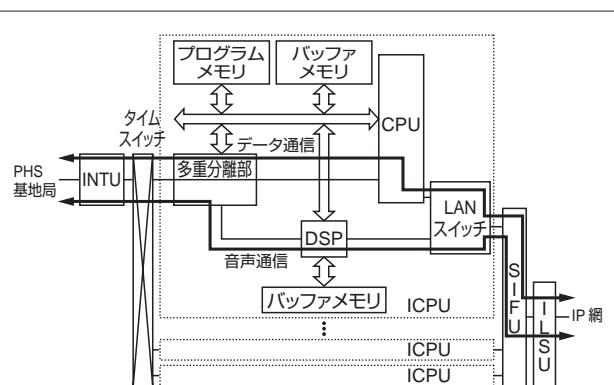 プログラム
メモリ
バッファ
メモリ
タイム
スイッチ
CPU
データ通信
PHS
基地局
INTU
多重分離部
LAN
スイッチ
DSP
音声通信
SIFU
ILSU
IP 網
バッファメモリ
ICPU
ICPU
ICPU